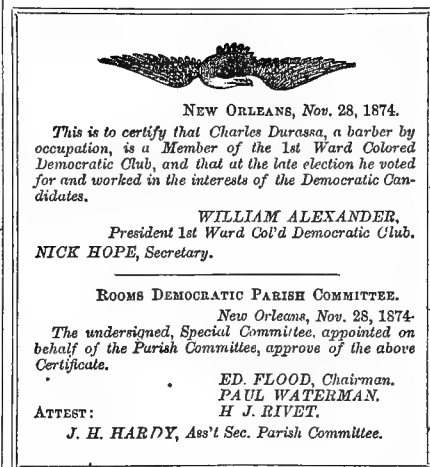 NEW ORLEANS, Nov. 28, 1874.
This is to certify that Charles Durassa, a barber by
occupation, is a Member of the 1st Ward Colored
Democratic Club, and that at the late election he voted
for and worked in the interests of the Democratic Can-
didates.
WILLIAM ALEXANDER,
President 1st Ward Col'd Democratic Club.
NICK HOPE, Secretary.
ROOMS DEMOCRATIC PARISH COMMITTEE.
New Orleans, Nov. 28, 1874.
The undersigned, Special Committee, appointed on
behalf of the Parish Committee, approve of the above
Certificate.
ED. FLOOD, Chairman.
PAUL WATERMAN.
ATTEST: H J. RIVET.
J. H. HARDY, Ass't Sec. Parish Committee.